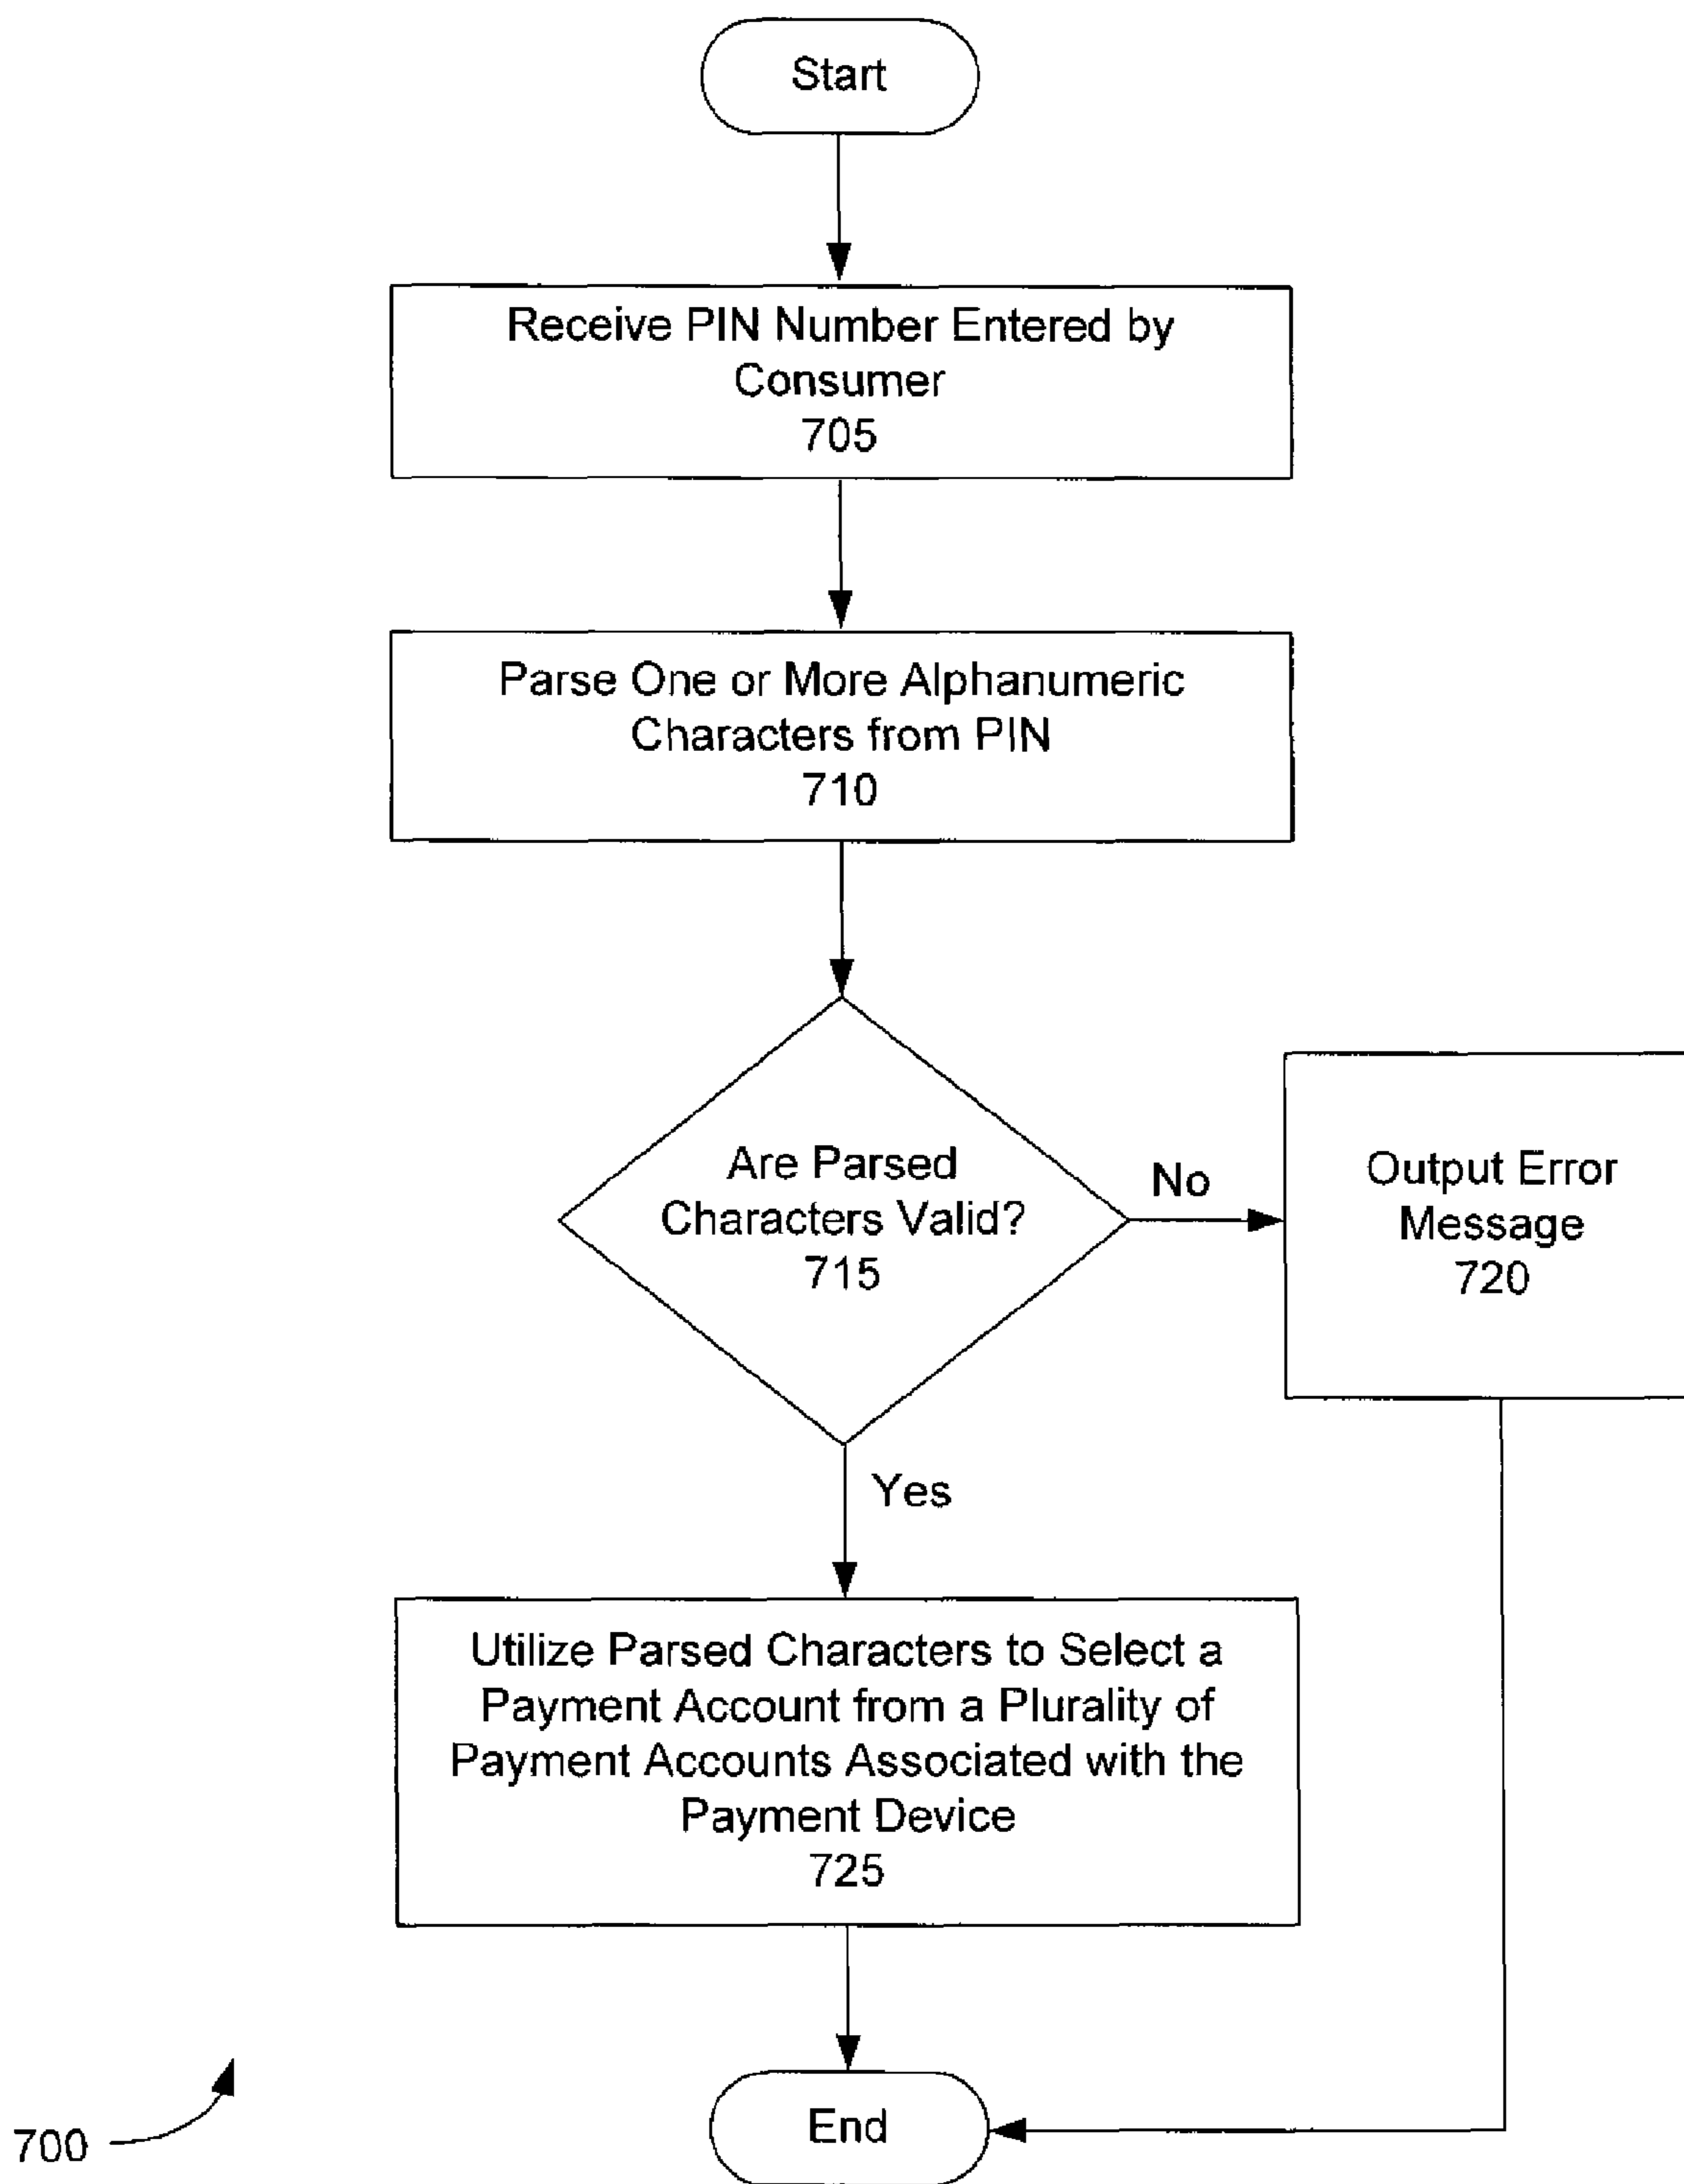 Start
Receive PIN Number Entered by
Consumer
705
Parse One or More Alphanumeric
Characters from PIN
710
Are Parsed
Characters Valid?
715
No
Output Error
Message
720
Yes
Utilize Parsed Characters to Select a
Payment Account from a Plurality of
Payment Accounts Associated with the
Payment Device
725
End
700